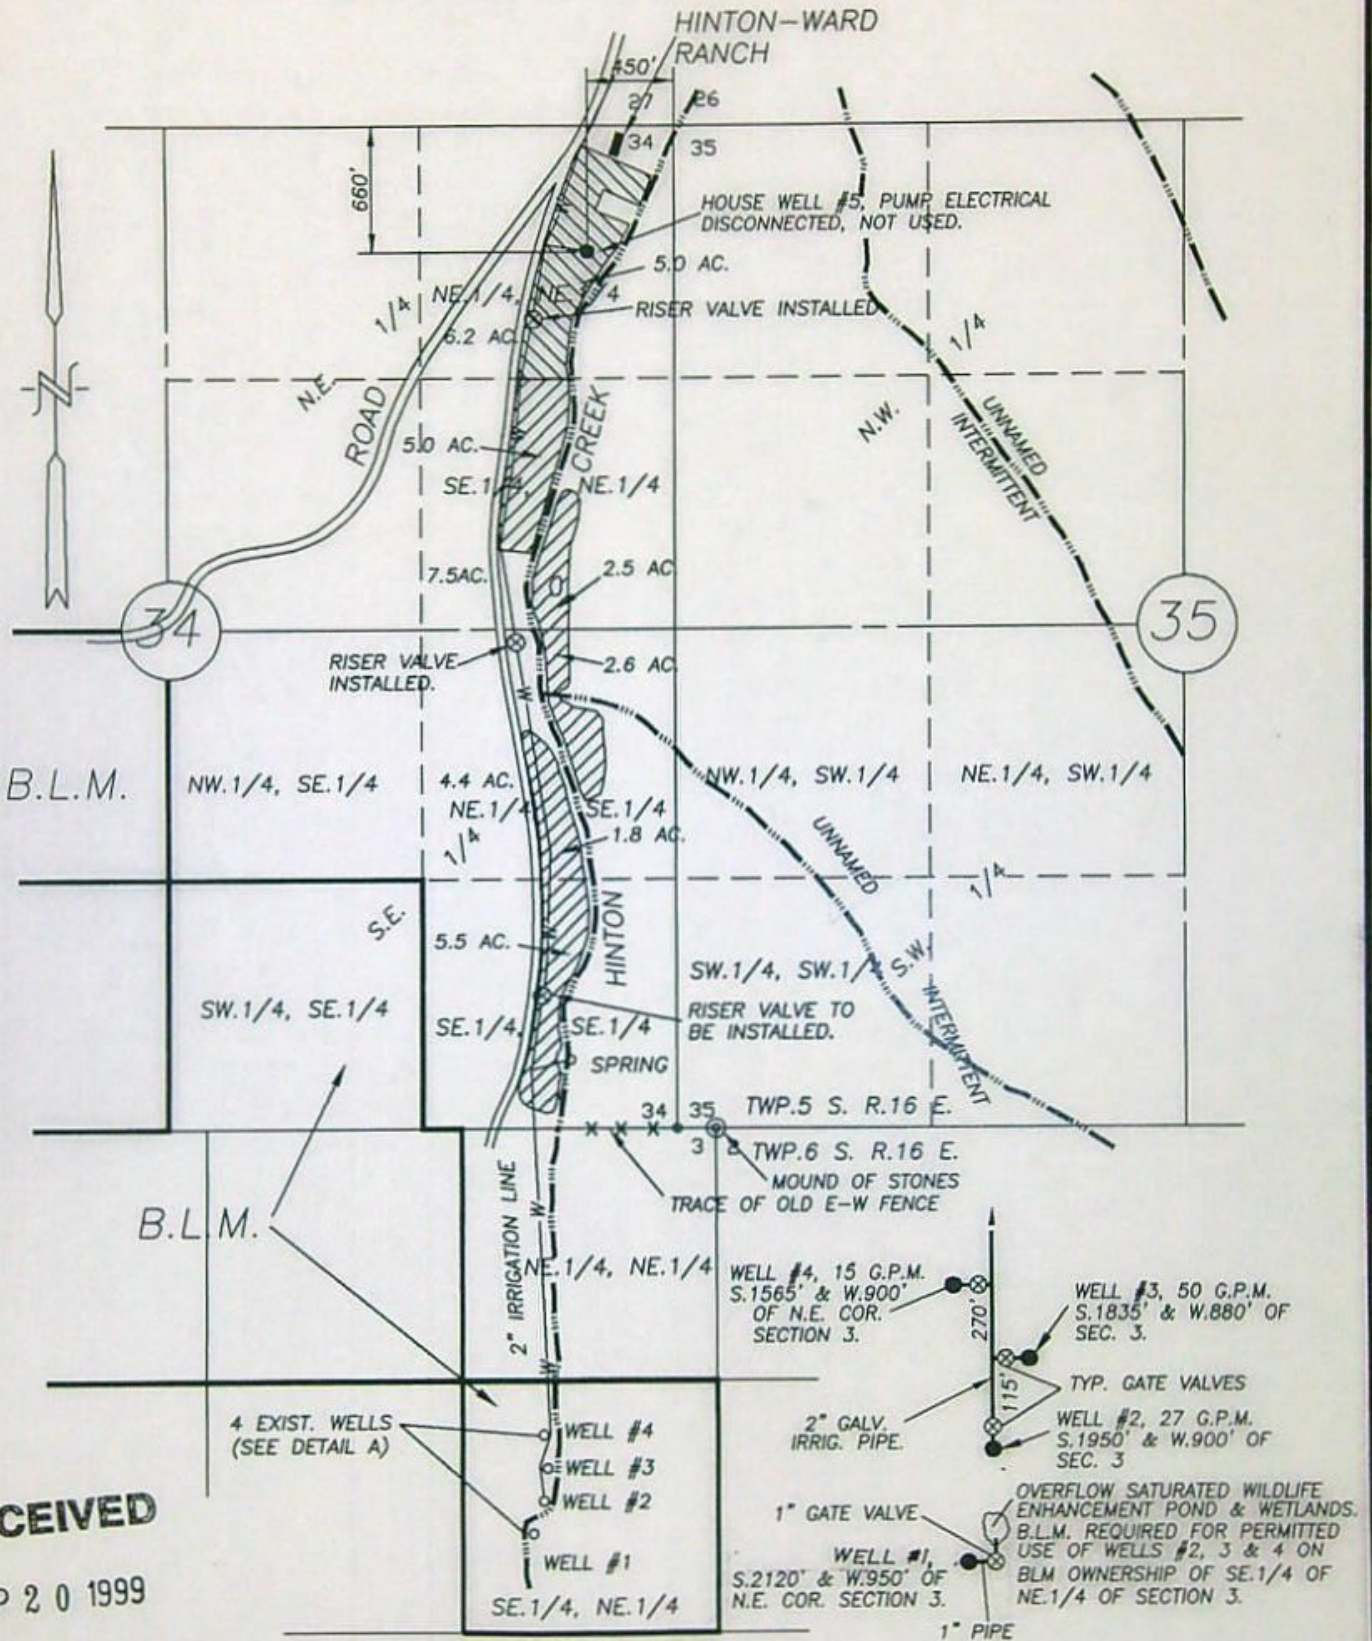 HINTON-WARD
RANCH
450'
27 26
34 35
660'
HOUSE WELL #5, PUMP ELECTRICAL
DISCONNECTED, NOT USED.
5.0 AC.
NE.1/4, NE. 4
RISER VALVE INSTALLED
1/4
6.2 AC.
1/4
N.E.
ROAD
N
W
W
5.0 AC.
CREEK
N.W.
UNNAMED
INTERMITTENT
SE.1/4, NE.1/4
7.5AC.
2.5 AC
34
35
RISER VALVE
INSTALLED.
2.6 AC.
W
B.L.M.
NW.1/4, SE.1/4
4.4 AC.
NE.1/4 SE.1/4
NW.1/4, SW.1/4
NE.1/4, SW.1/4
1/4
1.8 AC.
UNNAMED
1/4
S.E.
5.5 AC.
W
HINTON
SW.1/4, SW.1/
S.W.
INTERMITTENT
SW.1/4, SE.1/4
SE.1/4, SE.1/4
RISER VALVE TO
BE INSTALLED.
SPRING
34 35
TWP.5 S. R.16 E.
3 2
TWP.6 S. R.16 E.
MOUND OF STONES
TRACE OF OLD E-W FENCE
B.L.M.
2" IRRIGATION LINE
W
NE.1/4, NE.1/4
W
WELL #4, 15 G.P.M.
S.1565' & W.900'
OF N.E. COR.
SECTION 3.
270'
WELL #3, 50 G.P.M.
S.1835' & W.880' OF
SEC. 3.
115'
TYP. GATE VALVES
2" GALV.
IRRIG. PIPE.
WELL #2, 27 G.P.M.
S.1950' & W.900' OF
SEC. 3
4 EXIST. WELLS
(SEE DETAIL A)
WELL #4
WELL #3
WELL #2
WELL #1
SE.1/4, NE.1/4
1" GATE VALVE
OVERFLOW SATURATED WILDLIFE
ENHANCEMENT POND & WETLANDS.
B.L.M. REQUIRED FOR PERMITTED
USE OF WELLS #2, 3 & 4 ON
BLM OWNERSHIP OF SE.1/4 OF
NE.1/4 OF SECTION 3.
WELL #1,
S.2120' & W.950' OF
N.E. COR. SECTION 3.
1" PIPE
CEIVED
P 20 1999